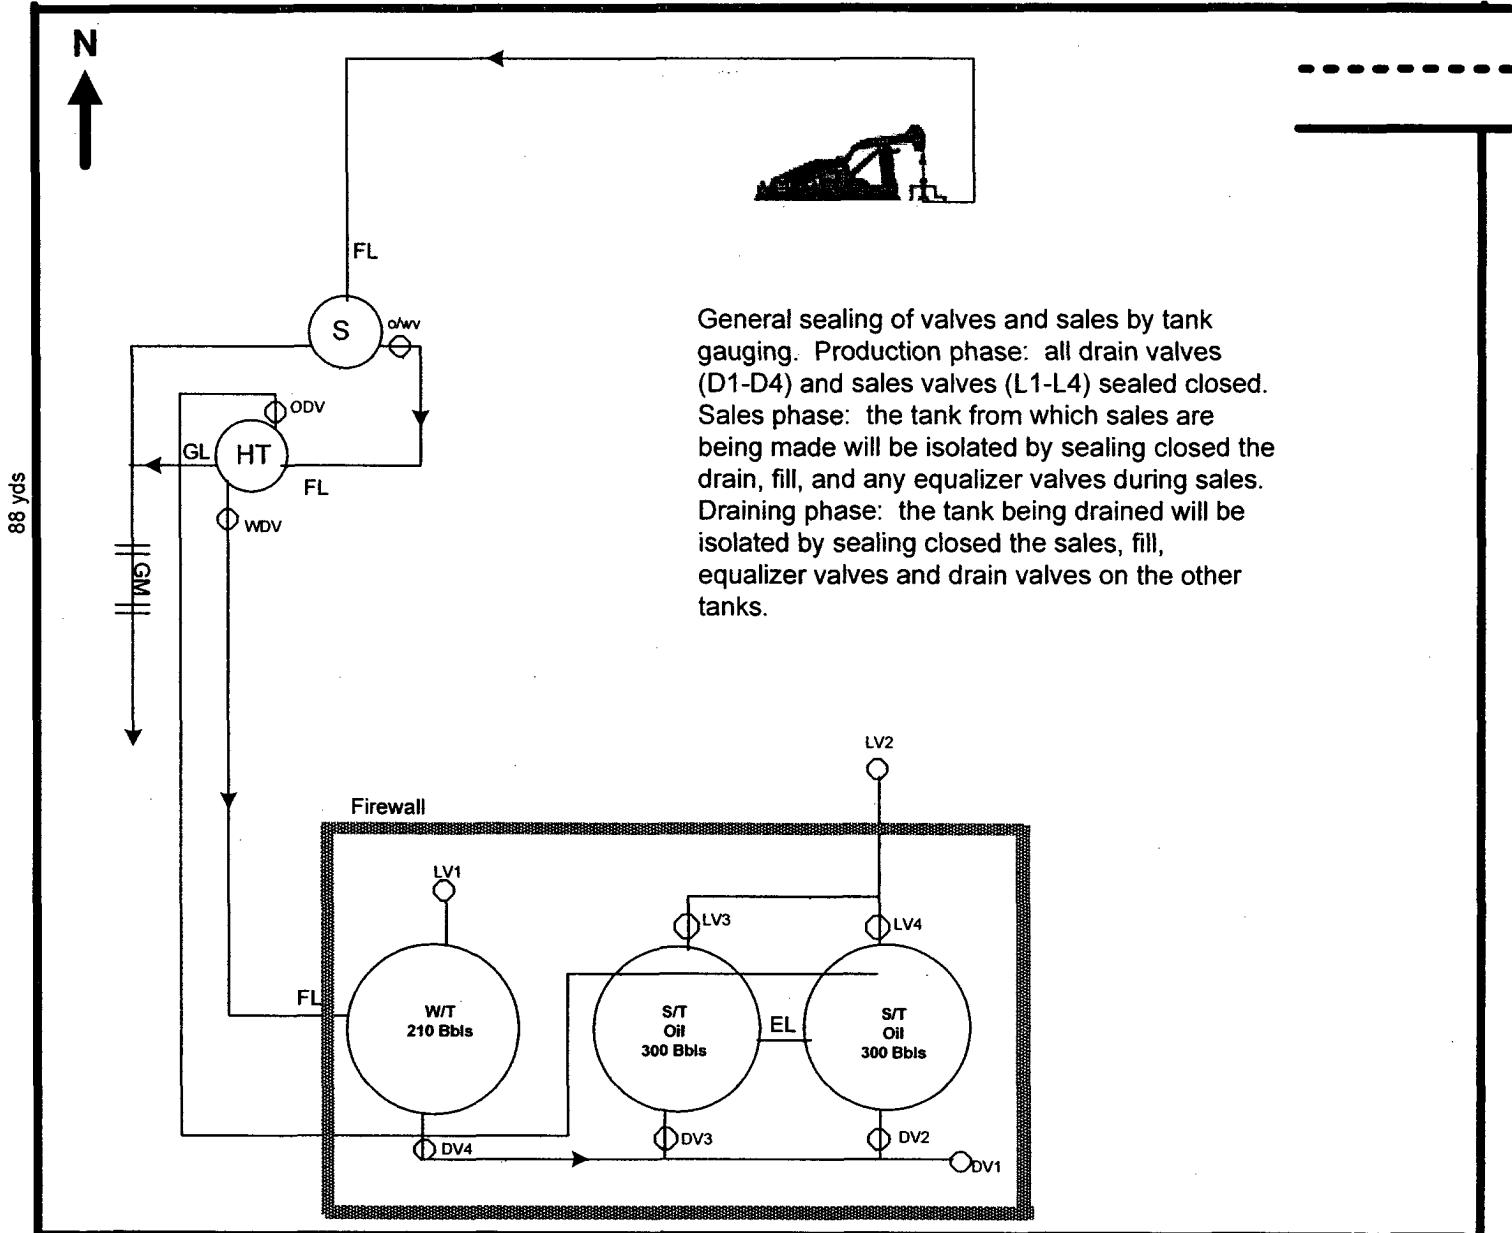 N
FL
S
o/wv
General sealing of valves and sales by tank
gauging. Production phase: all drain valves
(D1-D4) and sales valves (L1-L4) sealed closed.
Sales phase: the tank from which sales are
being made will be isolated by sealing closed the
drain, fill, and any equalizer valves during sales.
Draining phase: the tank being drained will be
isolated by sealing closed the sales, fill,
equalizer valves and drain valves on the other
tanks.
ODV
GL
HT
FL
88 yds
WDV
GM
LV2
Firewall
LV1
LV3
LV4
FL
W/T
210 Bbls
S/T
Oil
300 Bbls
EL
S/T
Oil
300 Bbls
DV4
DV3
DV2
DV1